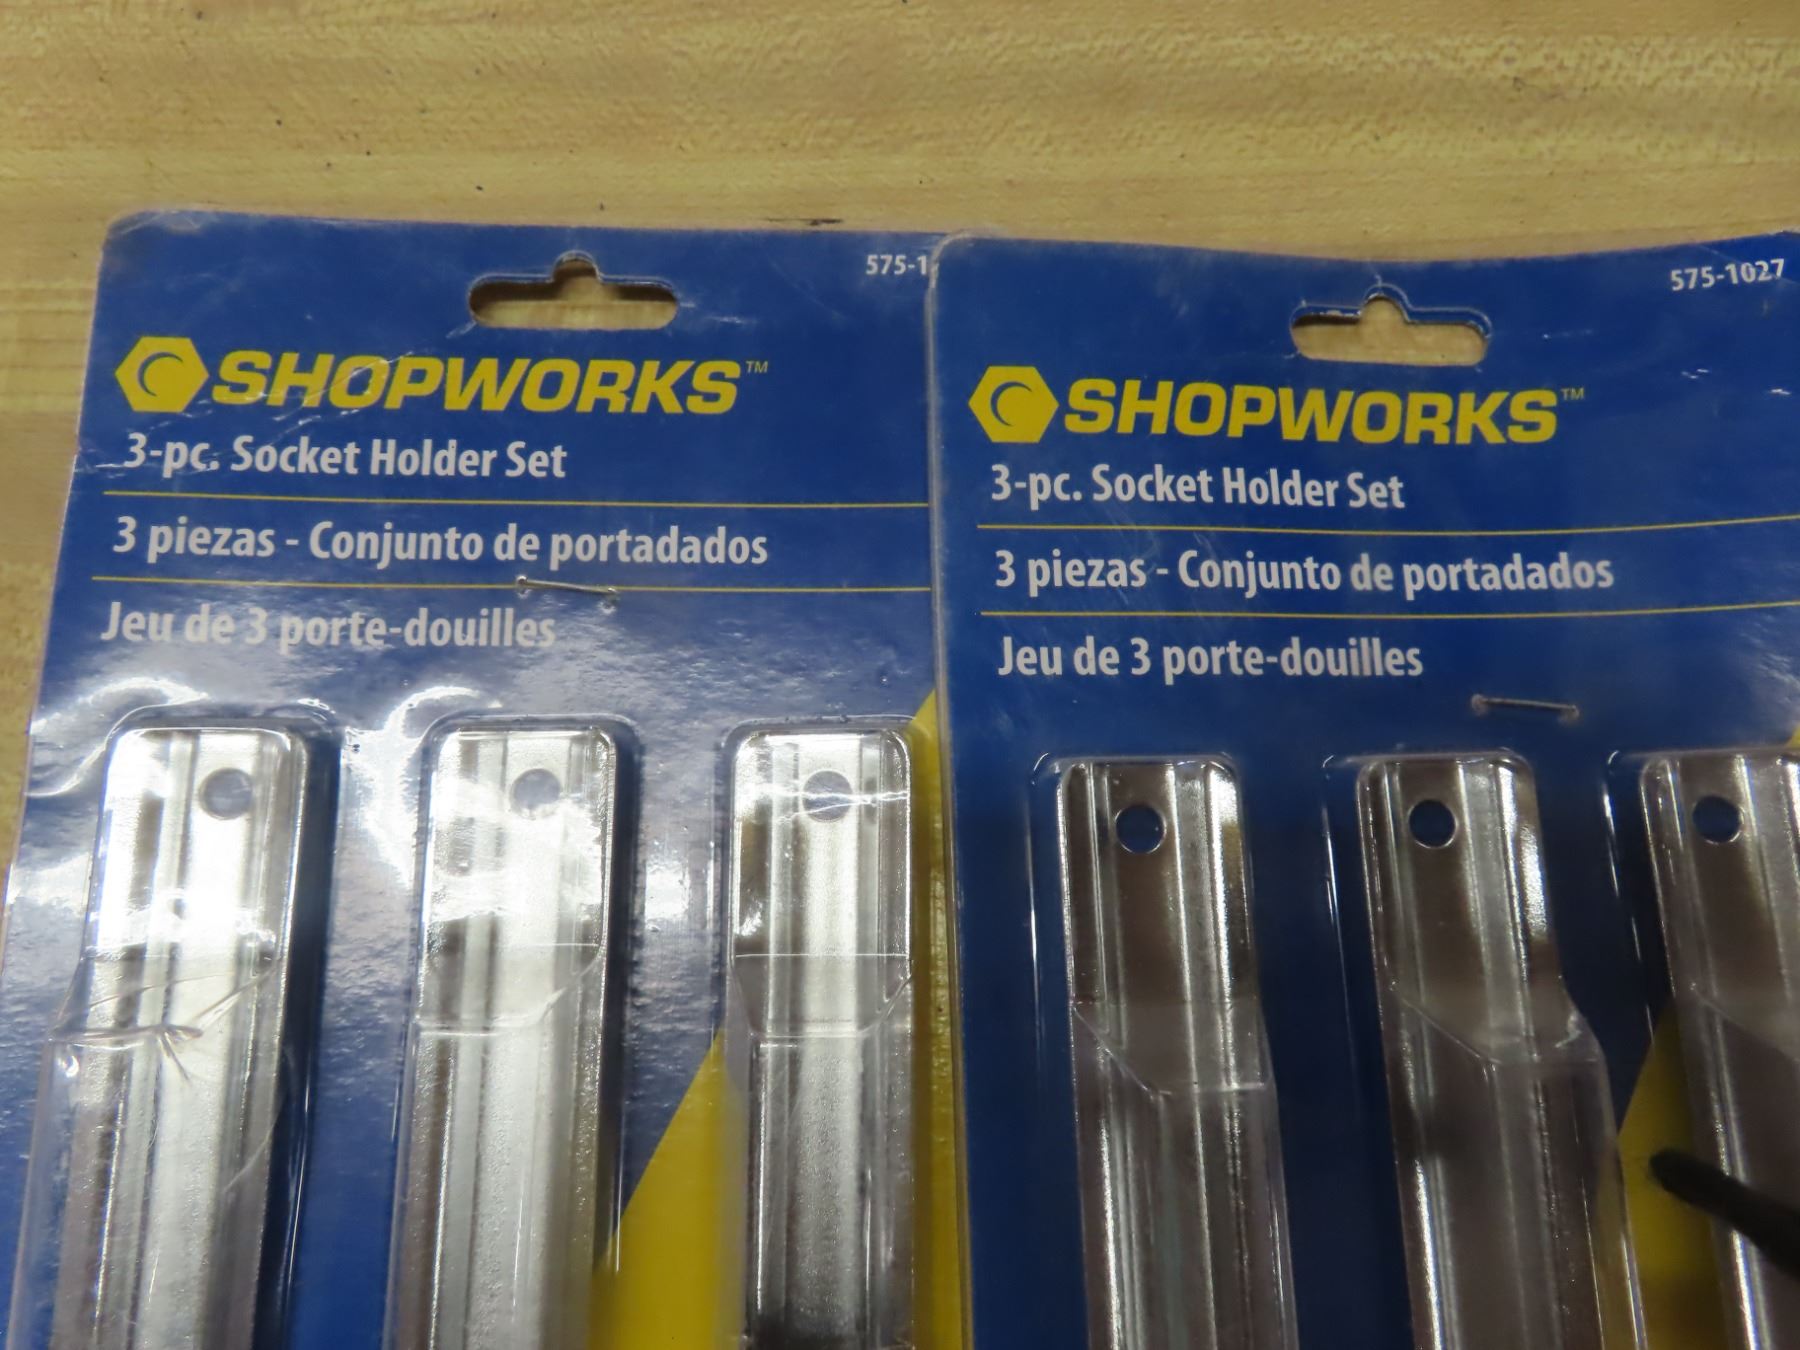 575-1
SHOPWORKS™
3-pc. Socket Holder Set
3 piezas - Conjunto de portadados
Jeu de 3 porte-douilles
575-1027
SHOPWORKS™
3-pc. Socket Holder Set
3 piezas - Conjunto de portadados
Jeu de 3 porte-douilles